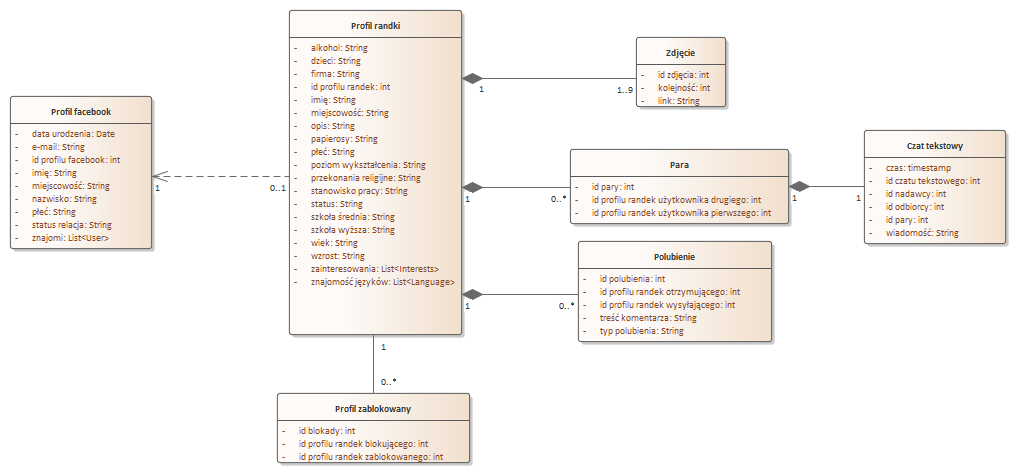 Profil facebook
- data urodzenia: Date
- e-mail: String
- id profilu facebook: int
- imię: String
- miejscowość: String
- nazwisko: String
- płeć: String
- status relacja: String
- znajomi: List<User>
1
0..1
Profil randki
- alkohol: String
- dzieci: String
- firma: String
- id profilu randek: int
- imię: String
- miejscowość: String
- opis: String
- papierosy: String
- płeć: String
- poziom wykształcenia: String
- przekonania religijne: String
- stanowisko pracy: String
- status: String
- szkoła średnia: String
- szkoła wyższa: String
- wiek: String
- wzrost: String
- zainteresowania: List<Interests>
- znajomość języków: List<Language>
1
1..9
Zdjęcie
- id zdjęcia: int
- kolejność: int
- link: String
1
0..*
Para
- id pary: int
- id profilu randek użytkownika drugiego: int
- id profilu randek użytkownika pierwszego: int
1
1
Czat tekstowy
- czas: timestamp
- id czatu tekstowego: int
- id nadawcy: int
- id odbiorcy: int
- id pary: int
- wiadomość: String
1
0..*
Polubienie
- id polubienia: int
- id profilu randek otrzymującego: int
- id profilu randek wysyłającego: int
- treść komentarza: String
- typ polubienia: String
1
0..*
Profil zablokowany
- id blokady: int
- id profilu randek blokującego: int
- id profilu randek zablokowanego: int